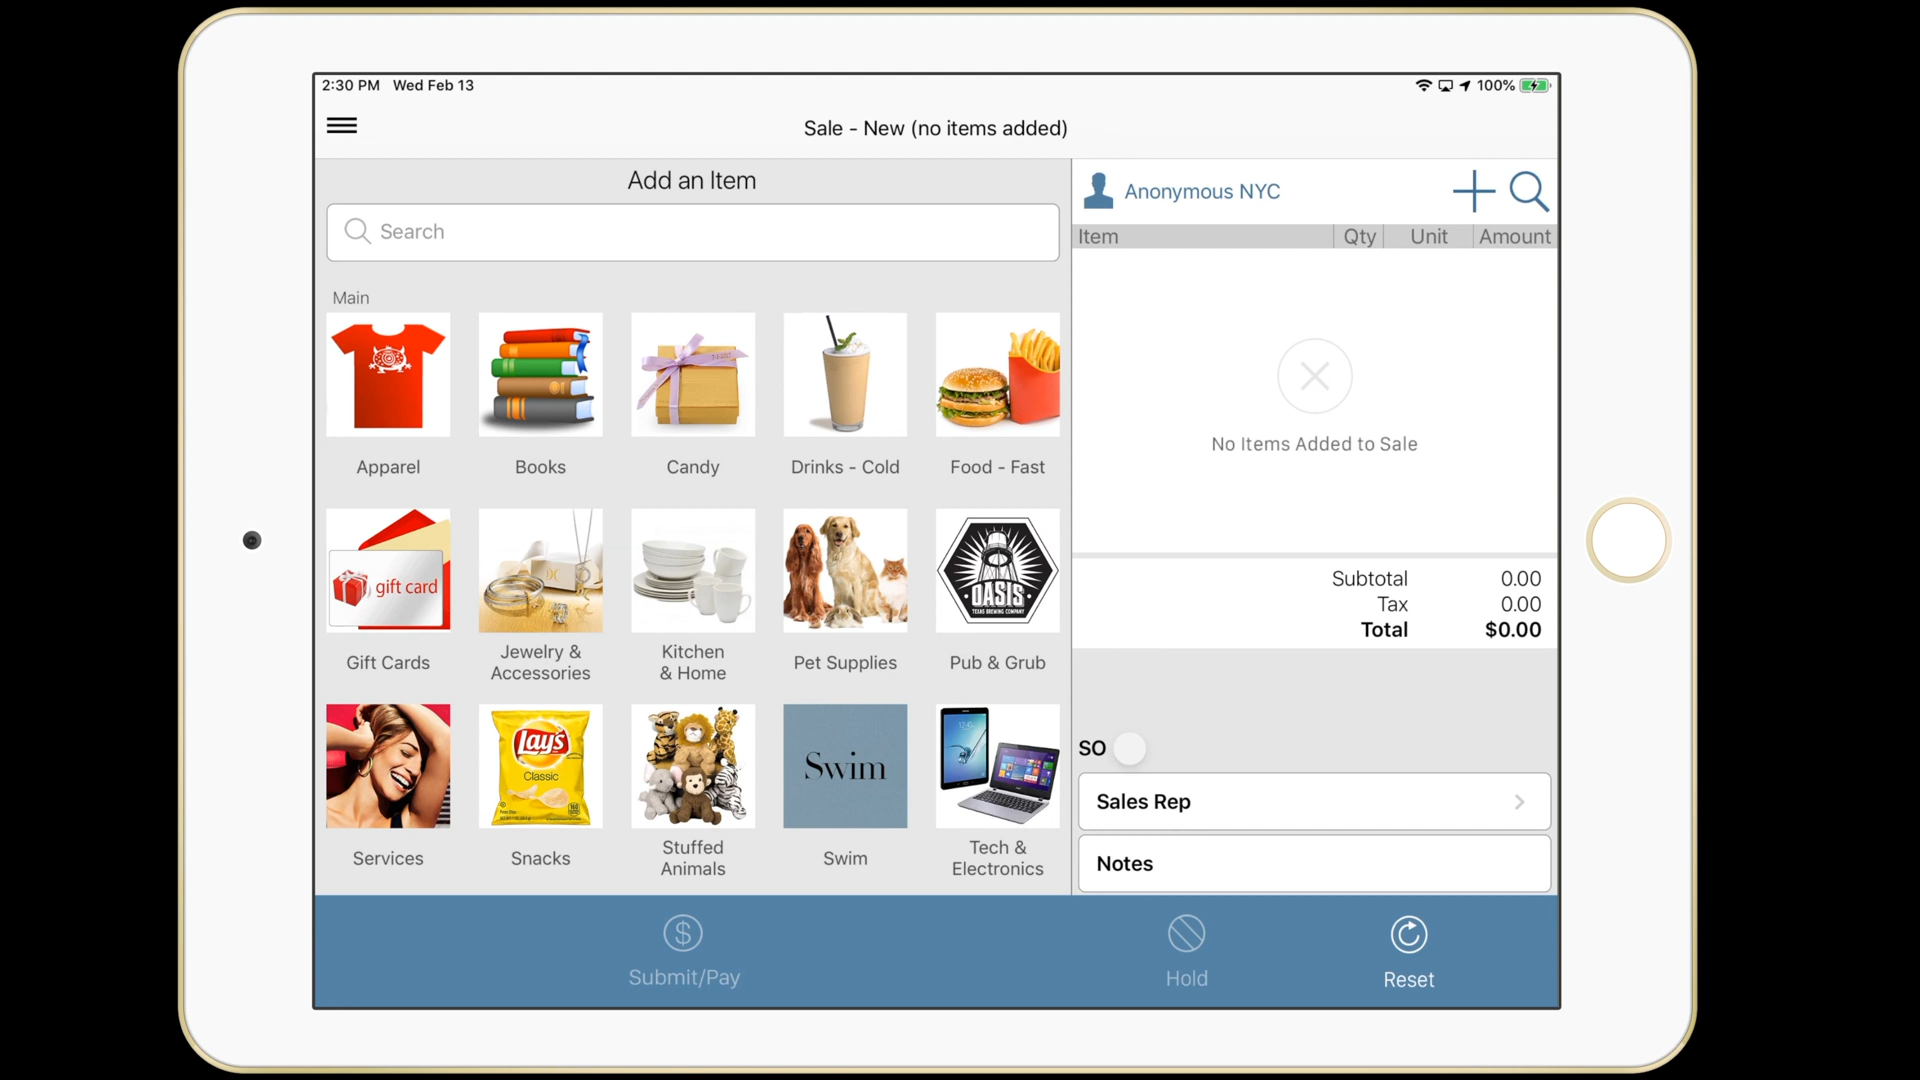 2:30 PM Wed Feb 13
100%
Sale - New (no items added)
Add an Item
Search
Main
Apparel
Books
Candy
Drinks - Cold
Food - Fast
gift card
OASIS
TEXAS BREWING COMPANY
Gift Cards
Jewelry &
Accessories
Kitchen
& Home
Pet Supplies
Pub & Grub
Lay's
Classic
Swim
Services
Snacks
Stuffed
Animals
Swim
Tech &
Electronics
Anonymous NYC
Item Qty Unit Amount
No Items Added to Sale
Subtotal 0.00
Tax 0.00
Total $0.00
SO
Sales Rep
Notes
Submit/Pay
Hold
Reset